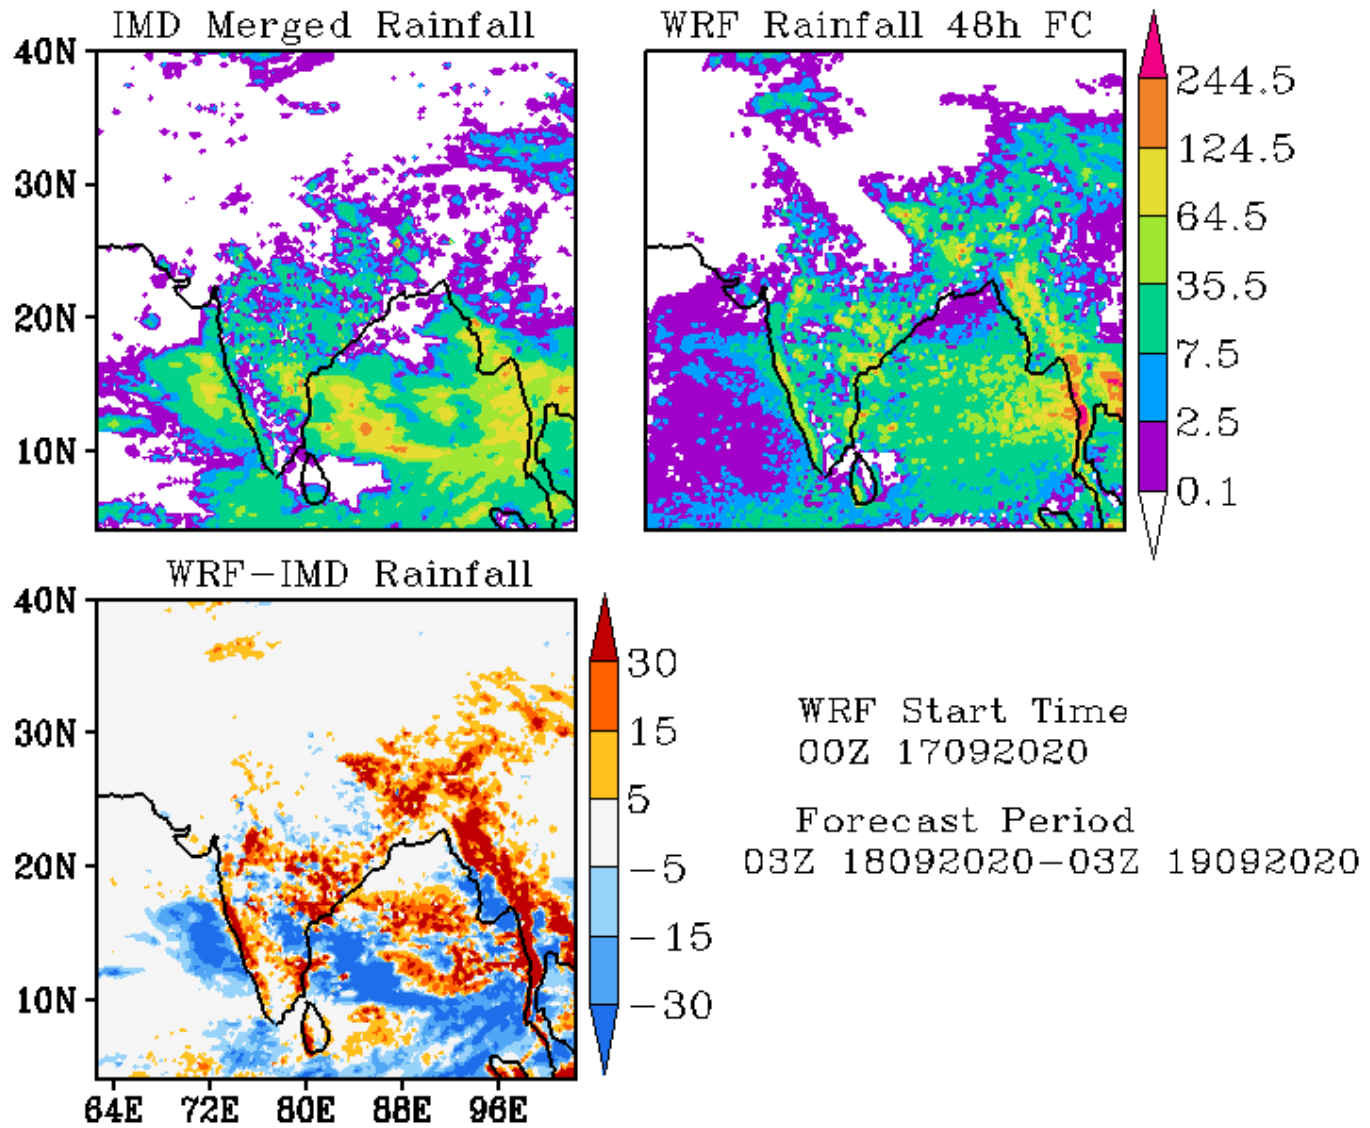 IMD Merged Rainfall
WRF Rainfall 48h FC
40N
30N
20N
10N
244.5
124.5
64.5
35.5
7.5
2.5
0.1
WRF-IMD Rainfall
40N
30N
20N
10N
64E 72E 80E 88E 96E
30
15
5
-5
-15
-30
WRF Start Time
00Z 17092020
Forecast Period
03Z 18092020-03Z 19092020